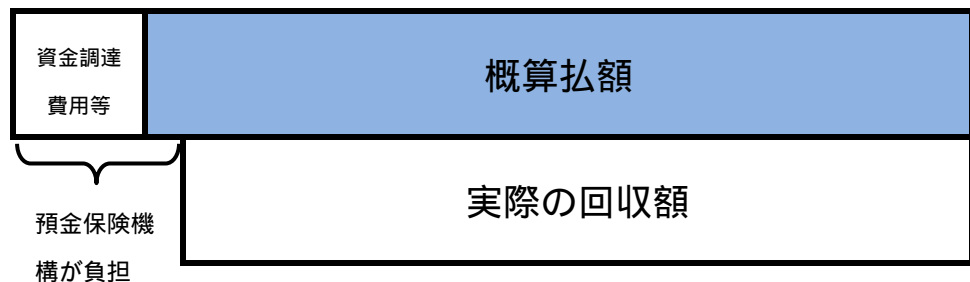 資金調達
費用等
概算払額
実際の回収額
預金保険機
構が負担